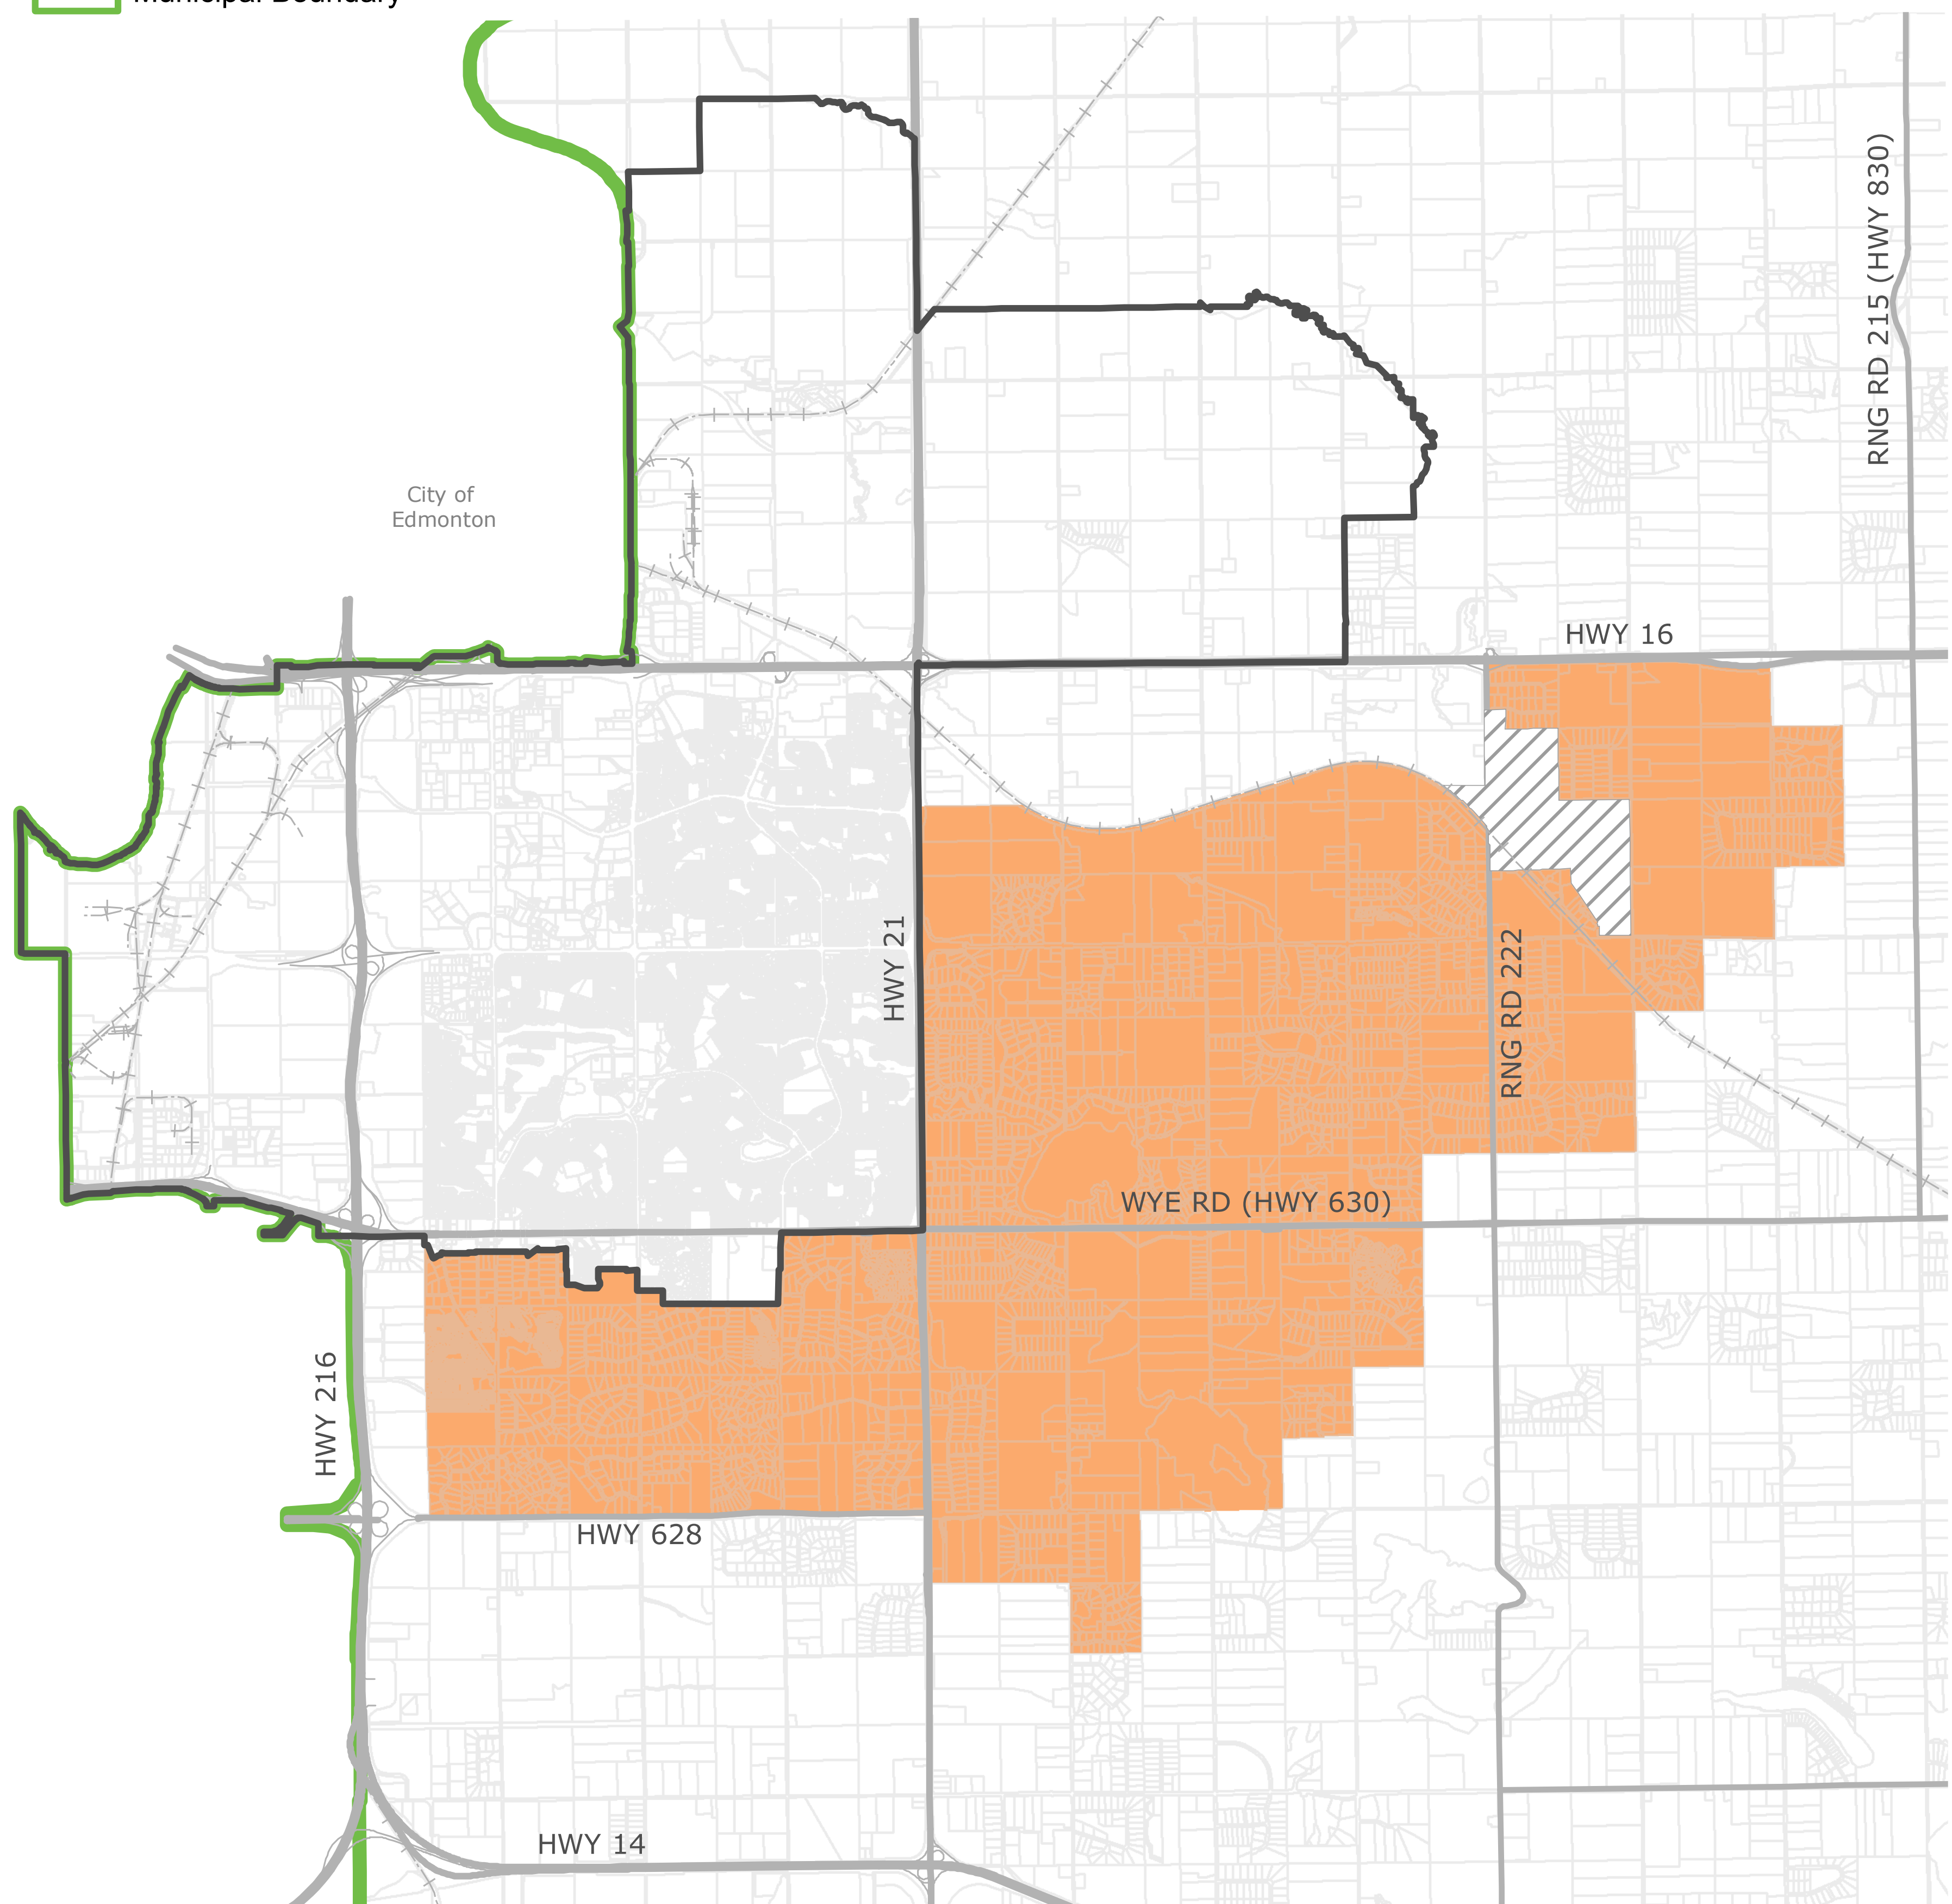 Municipal Boundary
RNG RD 215 (HWY 830)
City of
Edmonton
HWY 16
HWY 21
RNG RD 222
WYE RD (HWY 630)
HWY 216
HWY 628
HWY 14